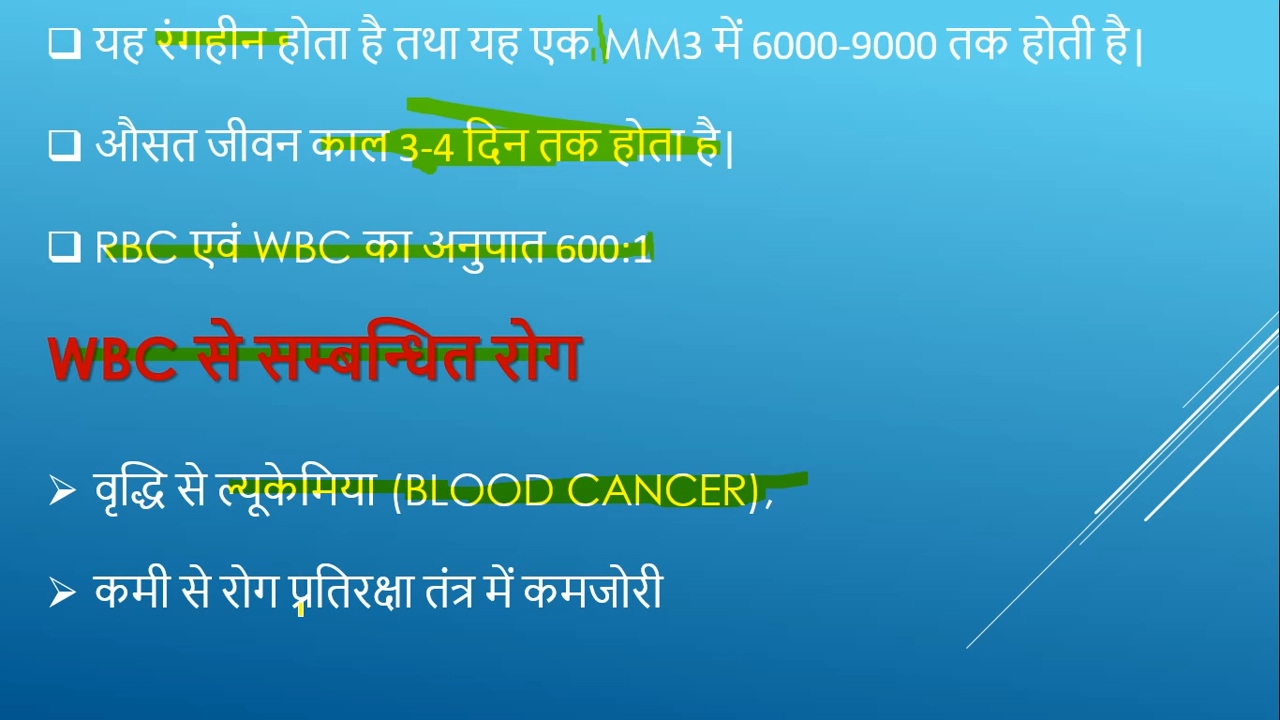 यह रंगहीन होता है तथा यह एक MM3 में 6000-9000 तक होती है|
औसत जीवन काल 3-4 दिन तक होता है|
RBC एवं WBC का अनुपात 600:1
WBC से सम्बन्धित रोग
वृद्धि से ल्यूकेमिया (BLOOD CANCER),
कमी से रोग प्रतिरक्षा तंत्र में कमजोरी